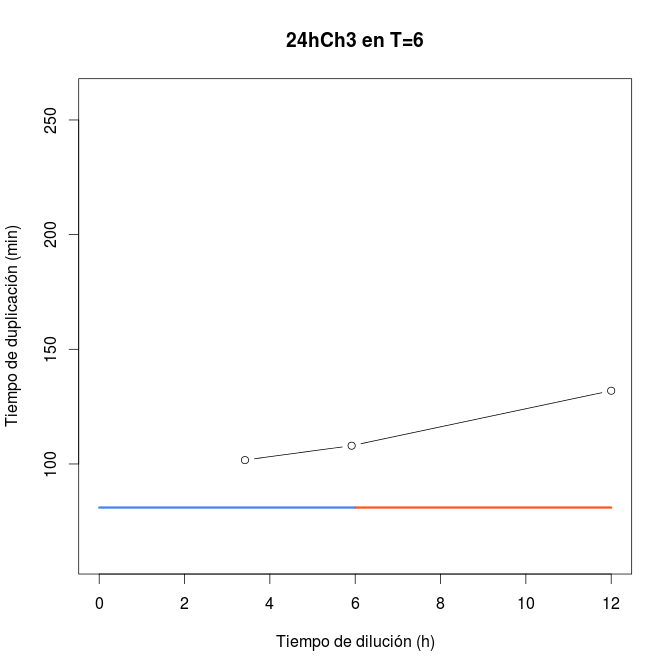 24hCh3 en T=6
250
200
150
100
Tiempo de duplicación (min)
0 2 4 6 8 10 12
Tiempo de dilución (h)